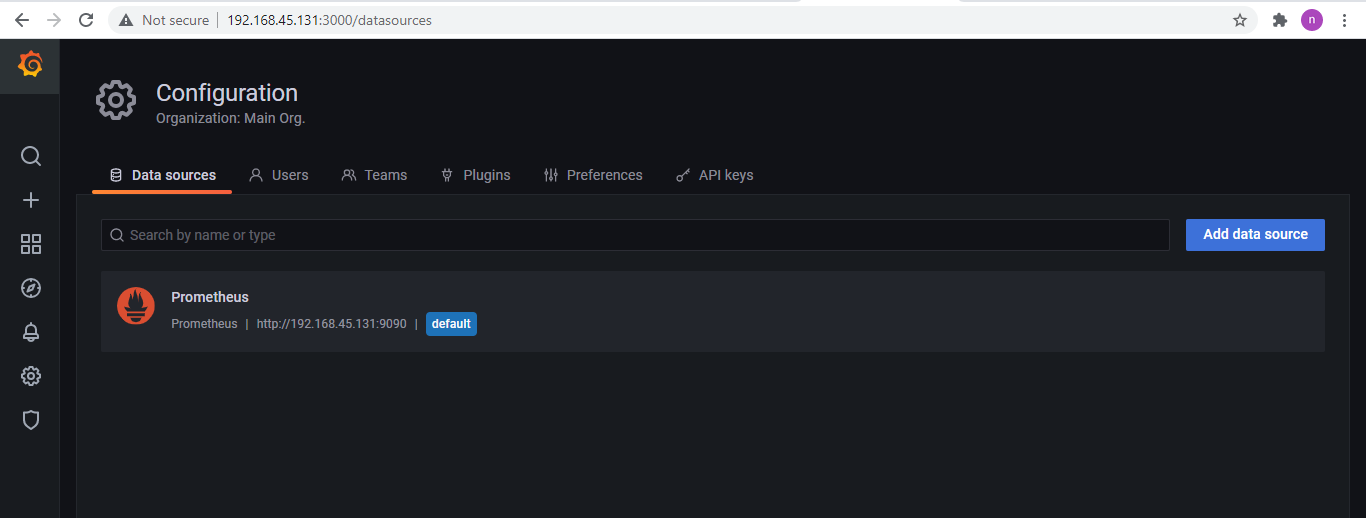 Not secure | 192.168.45.131:3000/datasources
n
Configuration
Organization: Main Org.
Data sources Users Teams Plugins Preferences API keys
Search by name or type
Add data source
Prometheus
Prometheus | http://192.168.45.131:9090 | default